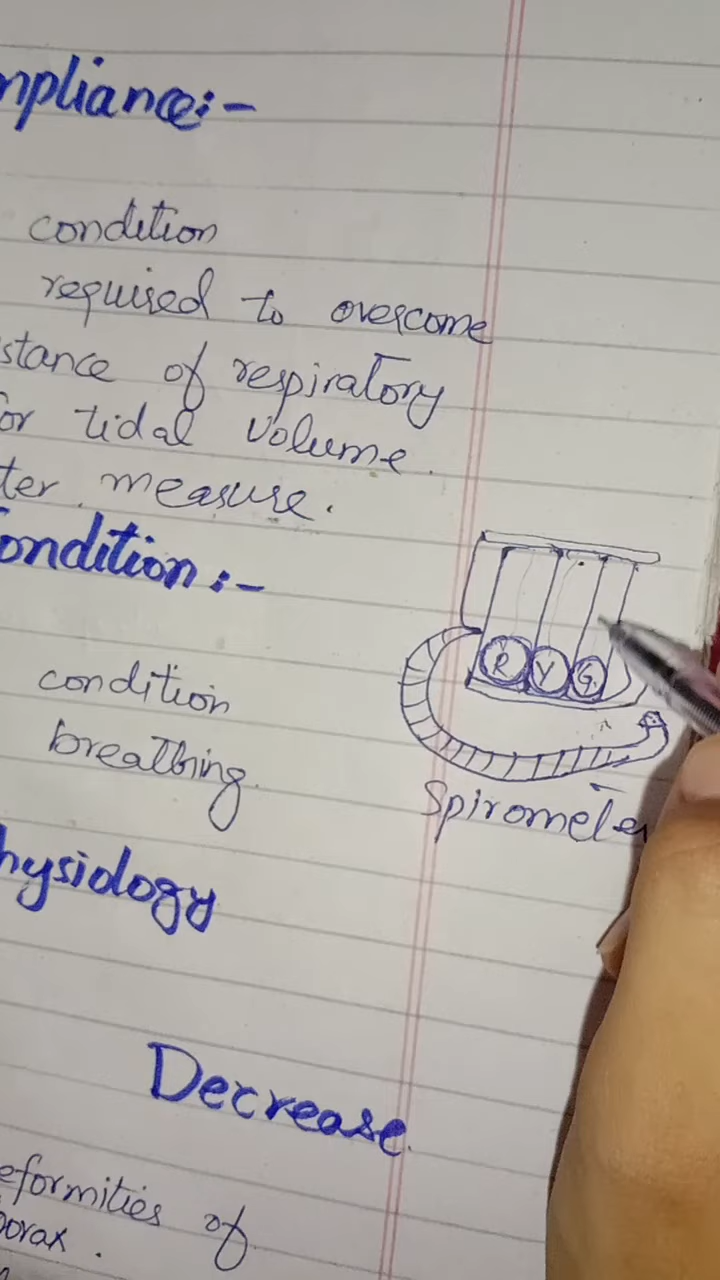 mpliance:-
condition
required to overcome
stance of respiratory
or tidal volume.
ter measure.
ondition :-
R Y G
condition
breathing.
Spirometer
hysiology
Decrease
eformities of
orax.